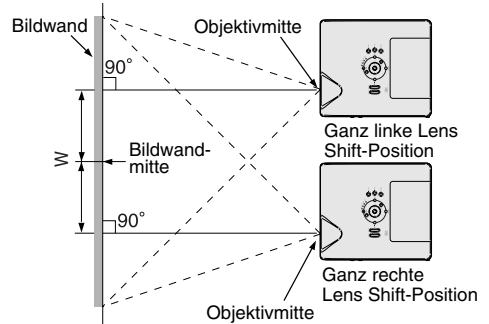 Bildwand
Objektivmitte
90°
Ganz linke Lens
Shift-Position
W
Bildwand-
mitte
90°
Ganz rechte
Lens Shift-Position
Objektivmitte